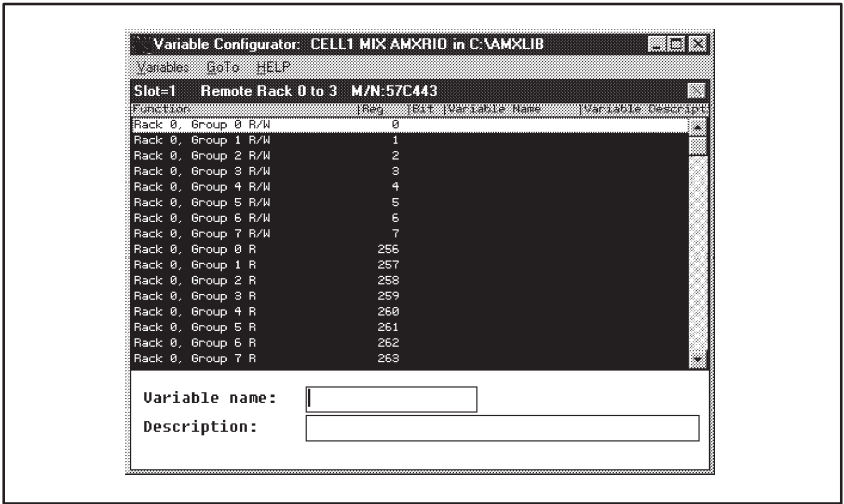 Variable Configurator: CELL1 MIX AMXRIO in C:\AMXLIB
Variables GoTo HELP
Slot=1 Remote Rack 0 to 3 M/N:57C443
Function |Reg |Bit |Variable Name |Variable Descript
Rack 0, Group 0 R/W 0
Rack 0, Group 1 R/W 1
Rack 0, Group 2 R/W 2
Rack 0, Group 3 R/W 3
Rack 0, Group 4 R/W 4
Rack 0, Group 5 R/W 5
Rack 0, Group 6 R/W 6
Rack 0, Group 7 R/W 7
Rack 0, Group 0 R 256
Rack 0, Group 1 R 257
Rack 0, Group 2 R 258
Rack 0, Group 3 R 259
Rack 0, Group 4 R 260
Rack 0, Group 5 R 261
Rack 0, Group 6 R 262
Rack 0, Group 7 R 263
Variable name:
Description: